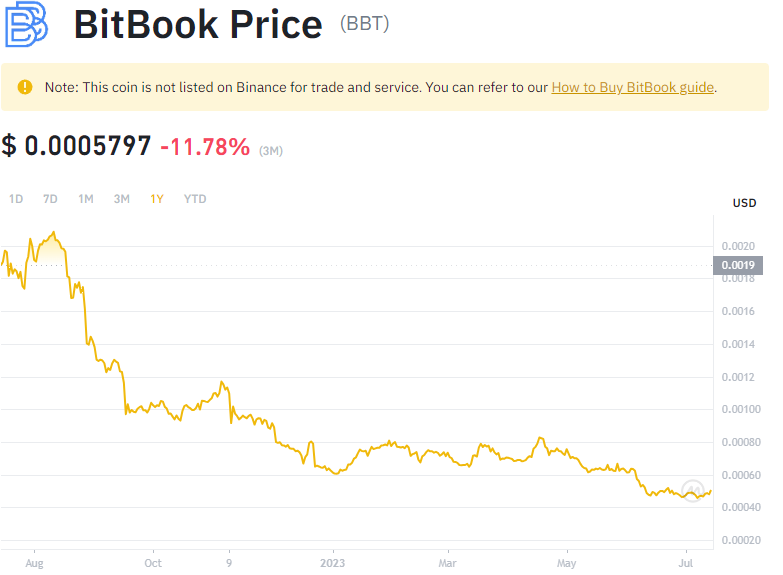 BitBook Price (BBT)
Note: This coin is not listed on Binance for trade and service. You can refer to our How to Buy BitBook guide.
$ 0.0005797 -11.78% (3M)
1D 7D 1M 3M 1Y YTD
USD
0.0020
0.0019
0.0018
0.0016
0.0014
0.0012
0.00100
0.00080
0.00060
0.00040
0.00020
Aug Oct 9 2023 Mar May Jul